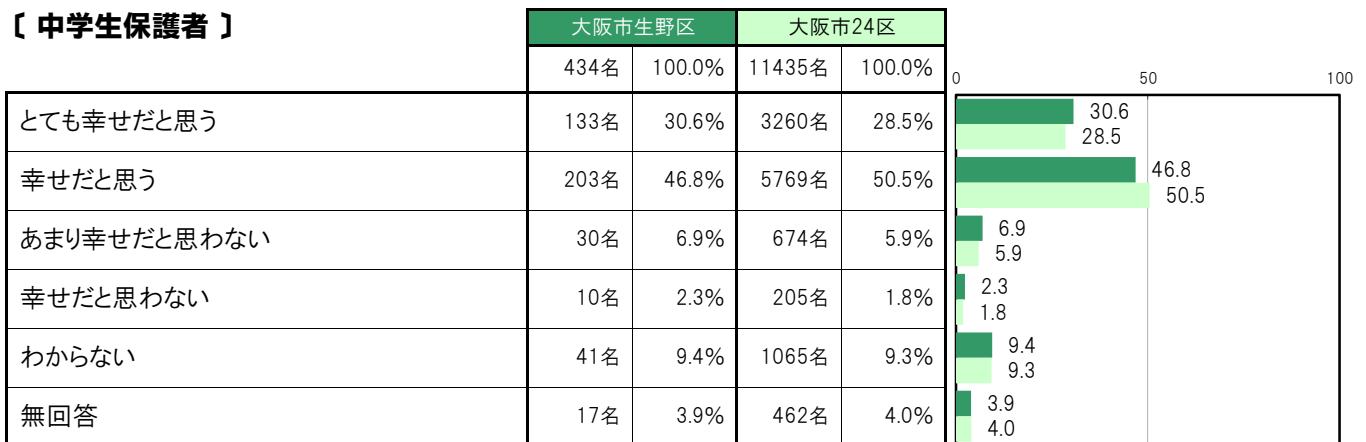 〔 中学生保護者 〕
大阪市生野区 大阪市24区
434名 100.0% 11435名 100.0%
0 50 100
とても幸せだと思う 133名 30.6% 3260名 28.5%
30.6
28.5
幸せだと思う 203名 46.8% 5769名 50.5%
46.8
50.5
あまり幸せだと思わない 30名 6.9% 674名 5.9%
6.9
5.9
幸せだと思わない 10名 2.3% 205名 1.8%
2.3
1.8
わからない 41名 9.4% 1065名 9.3%
9.4
9.3
無回答 17名 3.9% 462名 4.0%
3.9
4.0